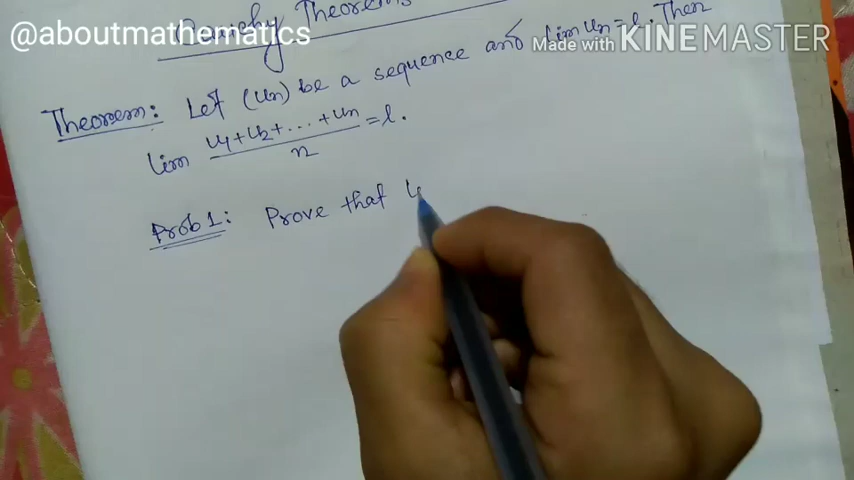 Cauchy Theorems
@aboutmathematics
Made with KINEMASTER
Theorem: Let (un) be a sequence and lim un = l. Then
lim (u1+u2+...+un)/n = l.
Prob 1: Prove that